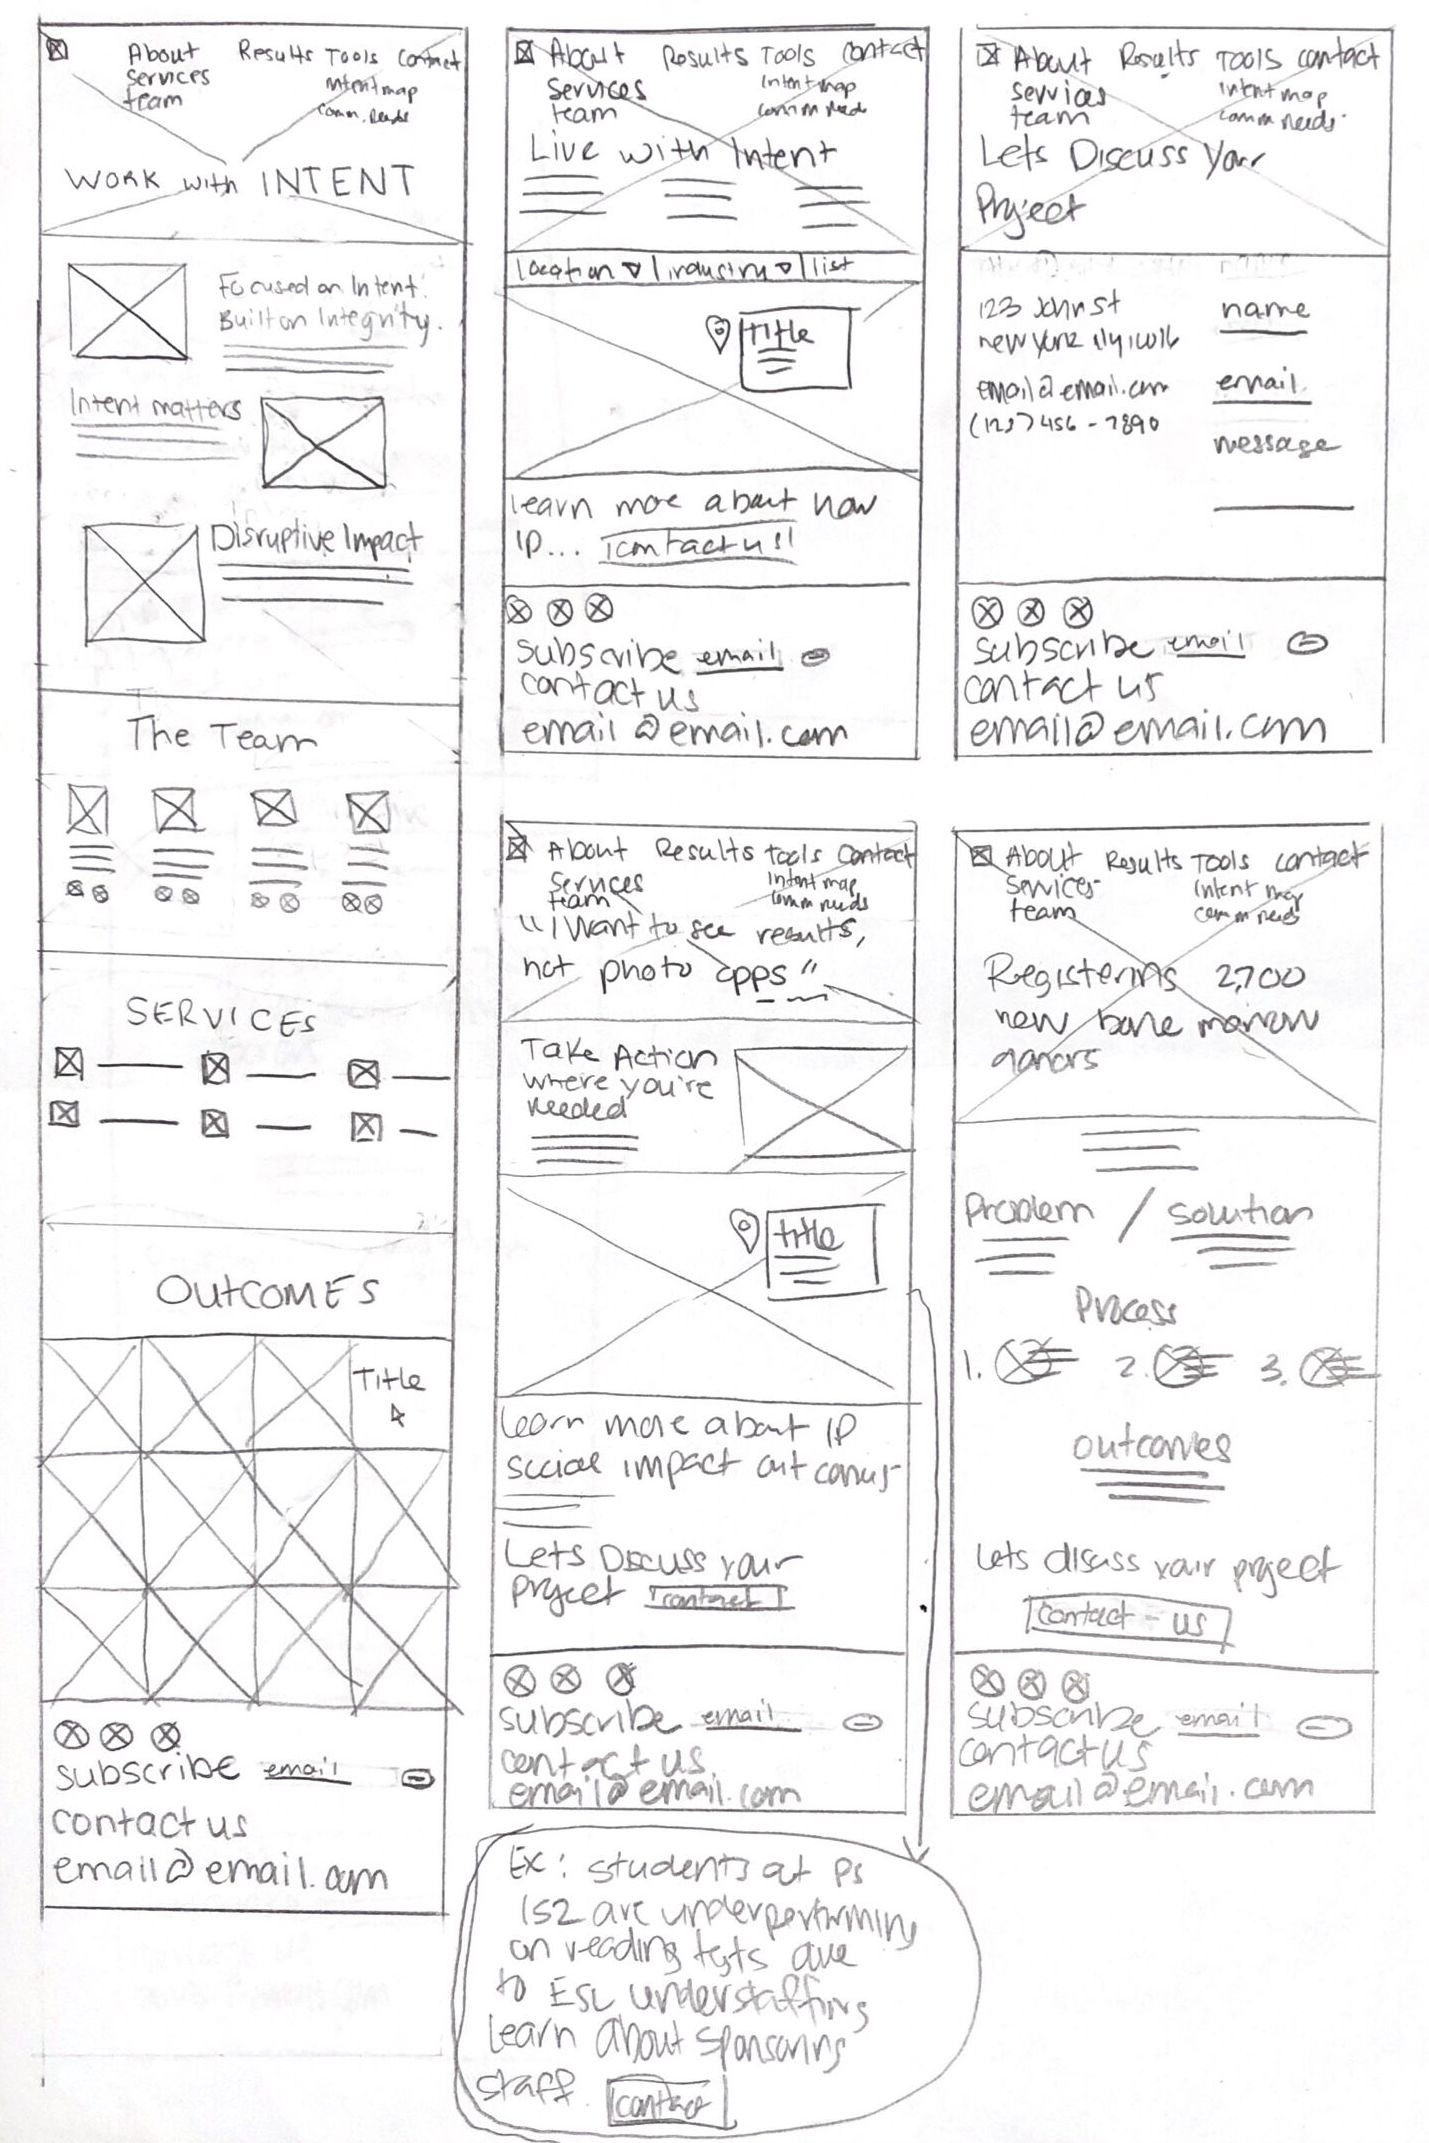 About Results Tools Contact
Services
team
Intent map
comm. needs
WORK with INTENT
Focused on Intent.
Built on Integrity.
Intent matters
Disruptive Impact
The Team
SERVICES
OUTCOMES
Title
subscribe email
contact us
email@email.com
About Results Tools Contact
Services
team
Intent map
comm need
Live with Intent
location | industry | list
Title
learn more about how
IP... contact us!
subscribe email
contact us
email@email.com
About Results Tools contact
services
team
Intent map
comm needs
Lets Discuss Your
Project
123 John st
new york
email@email.com
456-7890
name
email
message
subscribe email
contact us
email@email.com
About Results Tools Contact
Services
team
Intent map
comm needs
"I want to see results,
not photo opps"
Take Action
where you're
needed
title
learn more about IP
social impact outcomes
Lets Discuss your
project contact
subscribe email
contact us
email@email.com
Ex: students at PS
152 are underperforming
on reading tests due
to ESL understaffing
Learn about sponsoring
staff. contact
About Results Tools contact
services
team
Intent map
comm needs
Registering 2,700
new bone marrow
donors
Problem / solution
Process
1. 2. 3.
outcomes
Lets discuss your project
contact - us
subscribe email
contact us
email@email.com